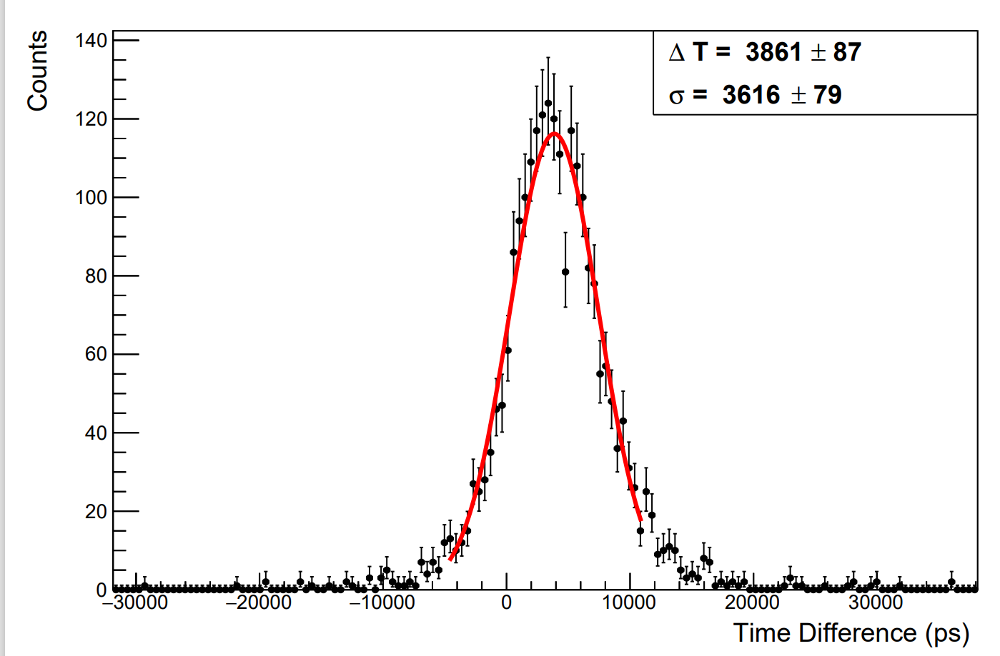 Counts
140
120
100
80
60
40
20
0
Δ T = 3861 ± 87
σ = 3616 ± 79
−30000 −20000 −10000 0 10000 20000 30000
Time Difference (ps)